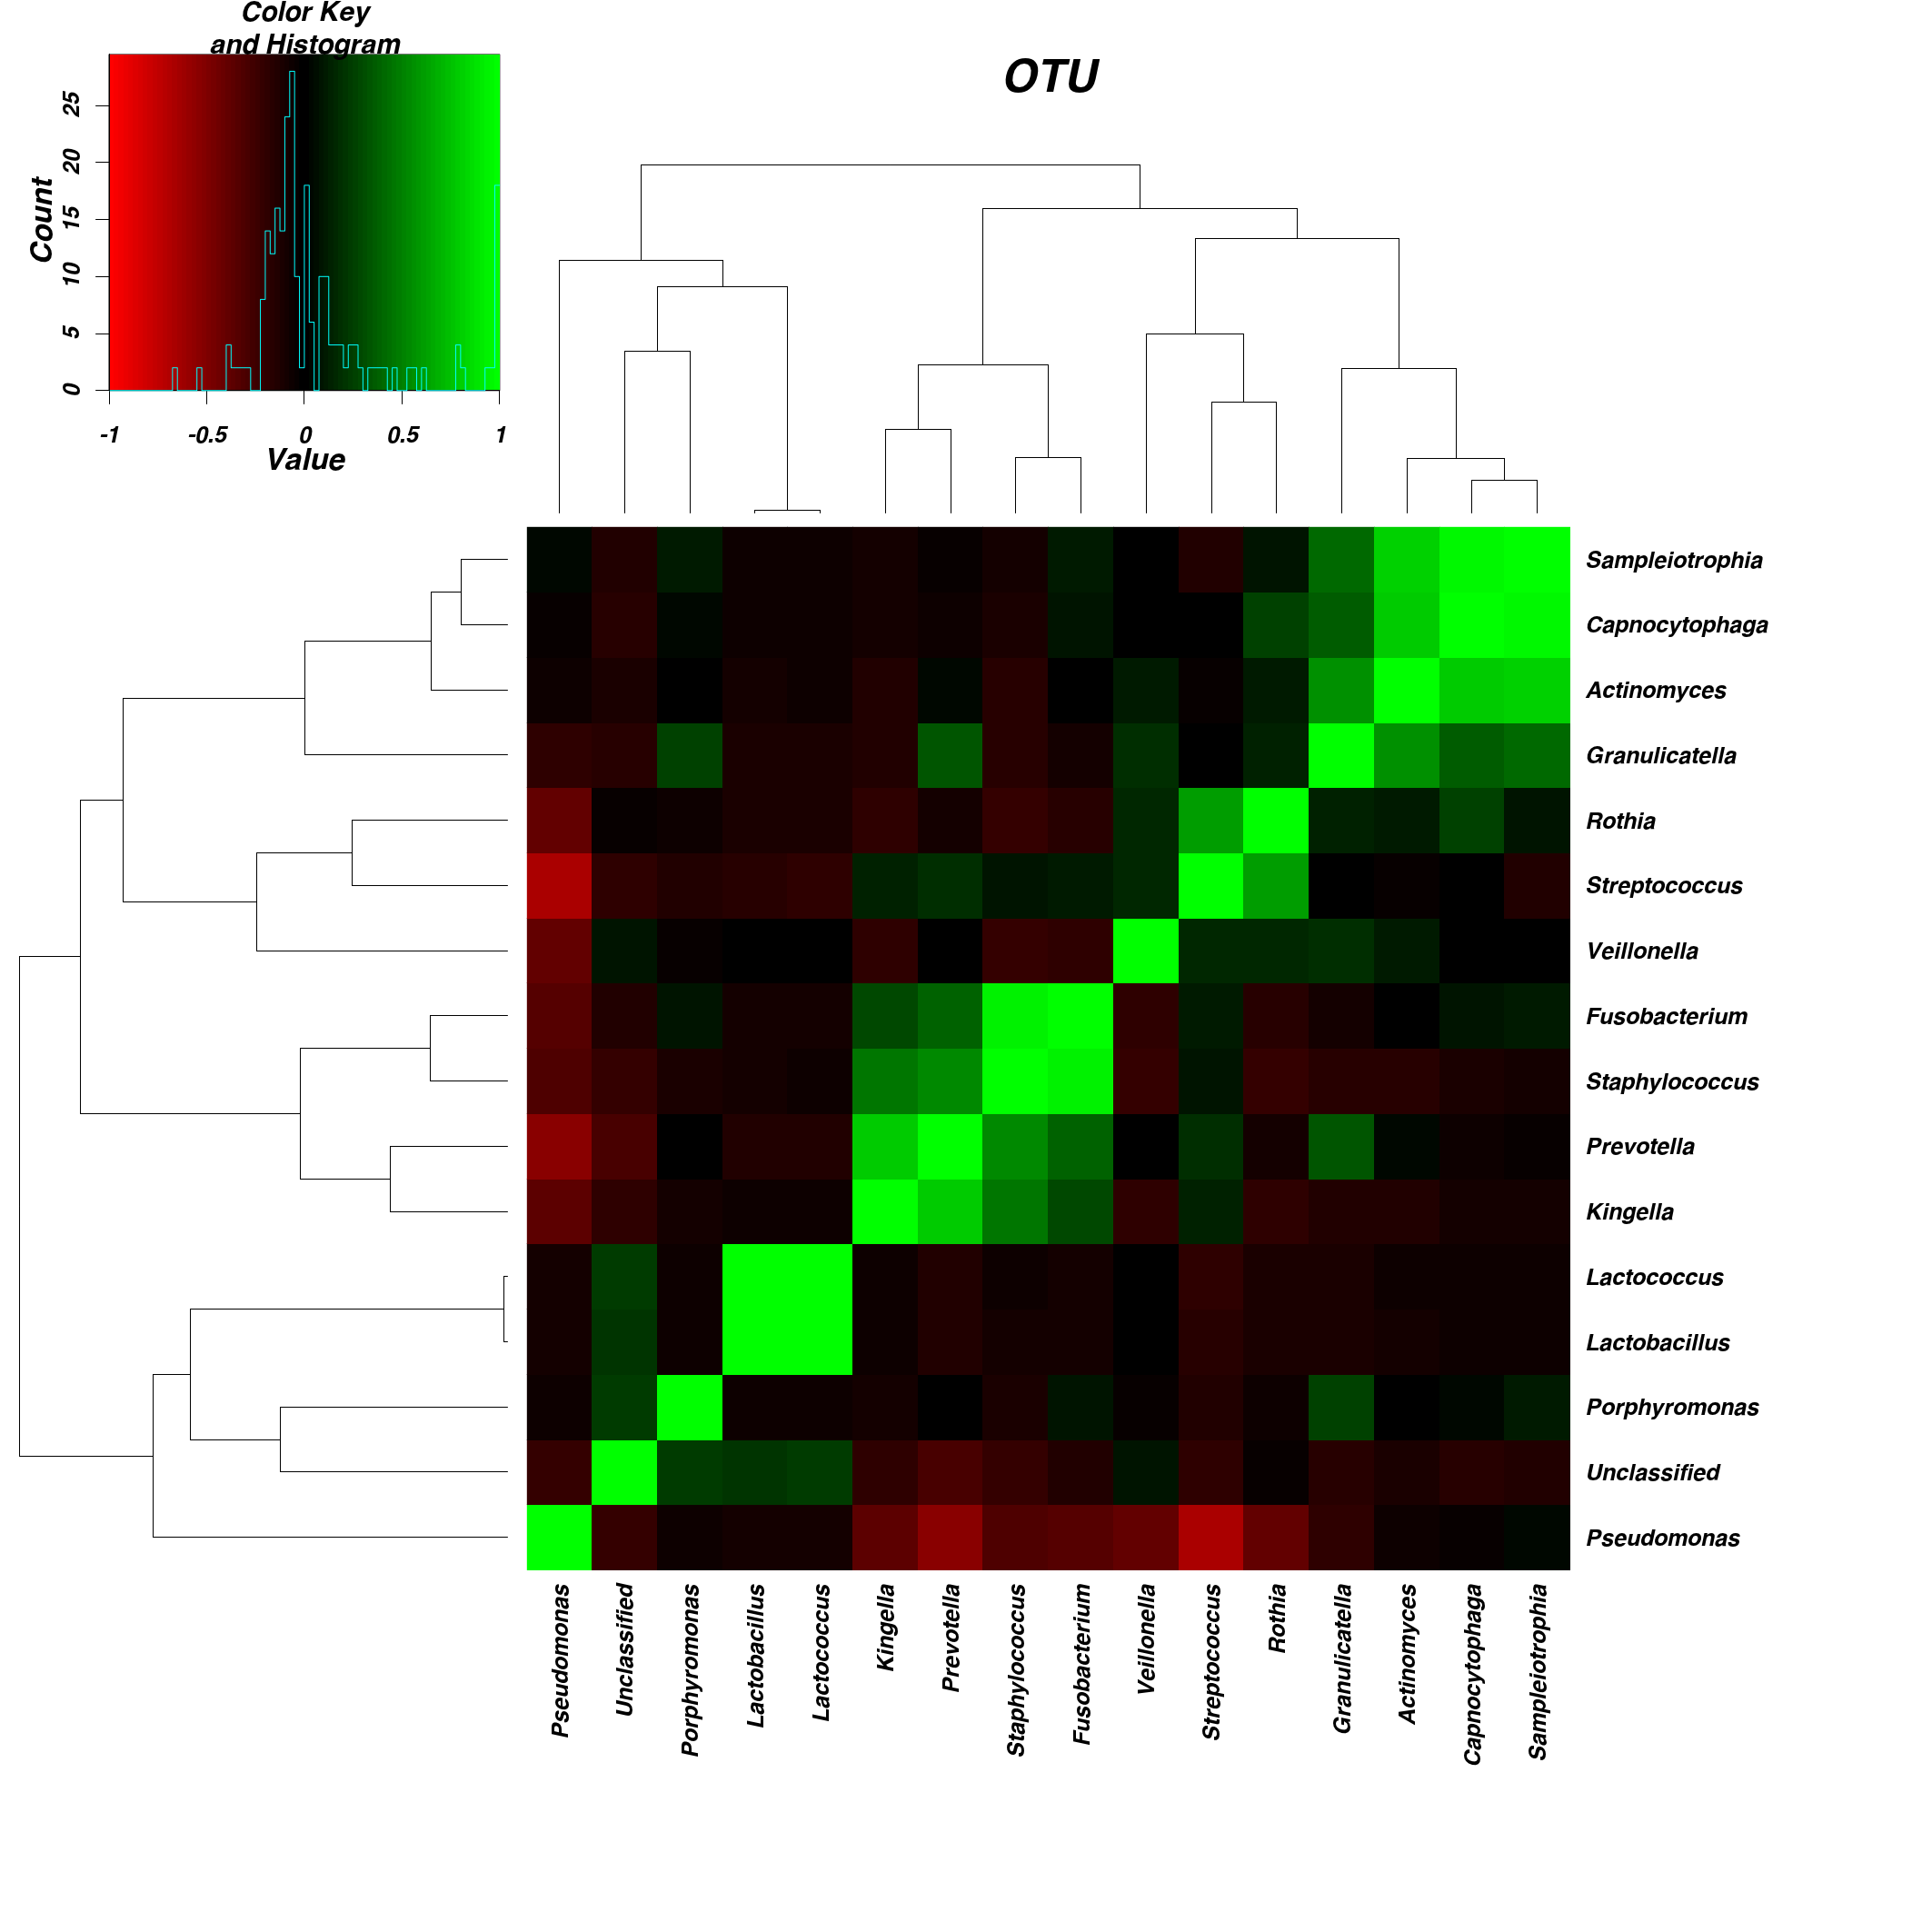 Color Key
and Histogram
Count
0
5
10
15
20
25
-1
-0.5
0
0.5
1
Value
OTU
Sampleiotrophia
Capnocytophaga
Actinomyces
Granulicatella
Rothia
Streptococcus
Veillonella
Fusobacterium
Staphylococcus
Prevotella
Kingella
Lactococcus
Lactobacillus
Porphyromonas
Unclassified
Pseudomonas
Pseudomonas
Unclassified
Porphyromonas
Lactobacillus
Lactococcus
Kingella
Prevotella
Staphylococcus
Fusobacterium
Veillonella
Streptococcus
Rothia
Granulicatella
Actinomyces
Capnocytophaga
Sampleiotrophia